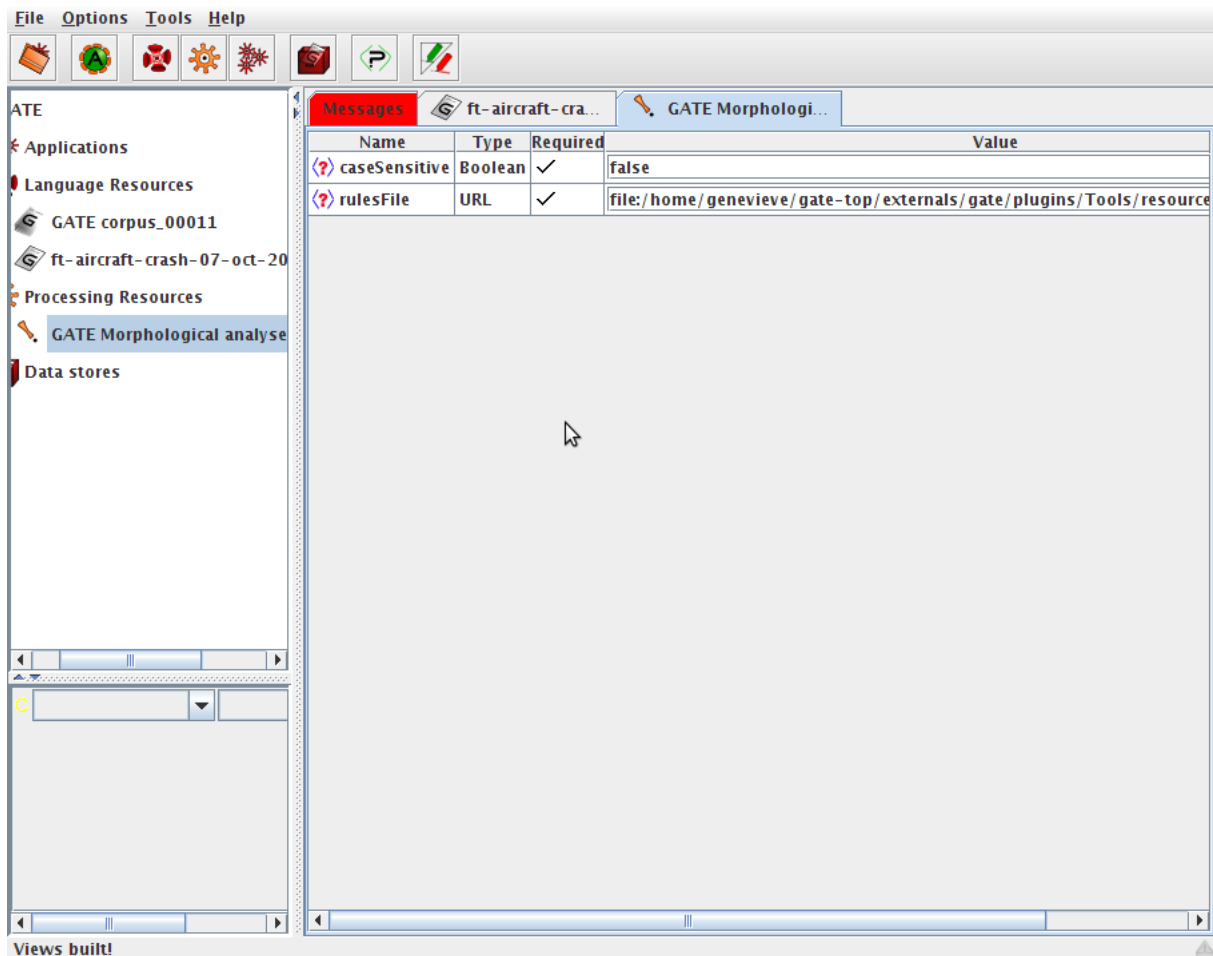 File Options Tools Help
ATE
Applications
Language Resources
GATE corpus_00011
ft-aircraft-crash-07-oct-20
Processing Resources
GATE Morphological analyse
Data stores
Messages ft-aircraft-cra... GATE Morphologi...
Name Type Required Value
<?> caseSensitive Boolean ✓ false
<?> rulesFile URL ✓ file:/home/genevieve/gate-top/externals/gate/plugins/Tools/resource
C
Views built!